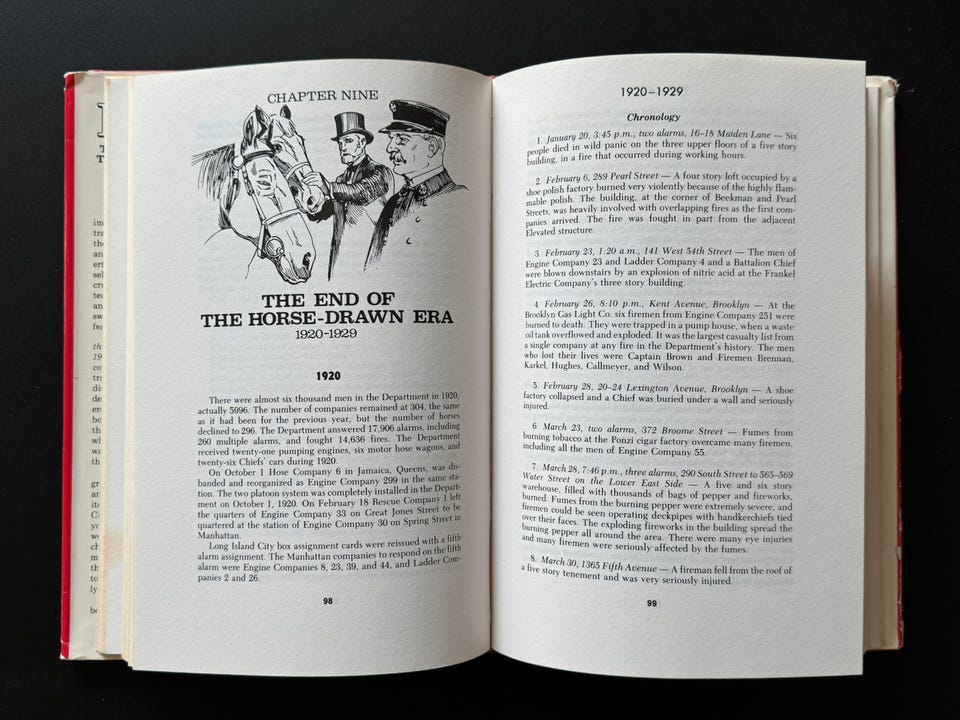 CHAPTER NINE
THE END OF
THE HORSE-DRAWN ERA
1920-1929
1920
There were almost six thousand men in the Department in 1920,
actually 5996. The number of companies remained at 304, the same
as it had been for the previous year, but the number of horses
declined to 296. The Department answered 17,906 alarms, including
260 multiple alarms, and fought 14,636 fires. The Department
received twenty-one pumping engines, six motor hose wagons, and
twenty-six Chiefs' cars during 1920.
On October 1 Hose Company 6 in Jamaica, Queens, was dis-
banded and reorganized as Engine Company 299 in the same sta-
tion. The two platoon system was completely installed in the Depart-
ment on October 1, 1920. On February 18 Rescue Company 1 left
the quarters of Engine Company 33 on Great Jones Street to be
quartered at the station of Engine Company 30 on Spring Street in
Manhattan.
Long Island City box assignment cards were reissued with a fifth
alarm assignment. The Manhattan companies to respond on the fifth
alarm were Engine Companies 8, 23, 39, and 44, and Ladder Com-
panies 2 and 26.
98
1920–1929
Chronology
1. January 20, 3:45 p.m., two alarms, 16–18 Maiden Lane — Six
people died in wild panic on the three upper floors of a five story
building, in a fire that occurred during working hours.
2. February 6, 289 Pearl Street — A four story loft occupied by a
shoe polish factory burned very violently because of the highly flam-
mable polish. The building, at the corner of Beekman and Pearl
Streets, was heavily involved with overlapping fires as the first com-
panies arrived. The fire was fought in part from the adjacent
Elevated structure.
3. February 23, 1:20 a.m., 141 West 54th Street — The men of
Engine Company 23 and Ladder Company 4 and a Battalion Chief
were blown downstairs by an explosion of nitric acid at the Frankel
Electric Company's three story building.
4. February 26, 8:10 p.m., Kent Avenue, Brooklyn — At the
Brooklyn Gas Light Co. six firemen from Engine Company 251 were
burned to death. They were trapped in a pump house, when a waste
oil tank overflowed and exploded. It was the largest casualty list from
a single company at any fire in the Department's history. The men
who lost their lives were Captain Brown and Firemen Brennan,
Karkel, Hughes, Callmeyer, and Wilson.
5. February 28, 20–24 Lexington Avenue, Brooklyn — A shoe
factory collapsed and a Chief was buried under a wall and seriously
injured.
6. March 23, two alarms, 372 Broome Street — Fumes from
burning tobacco at the Ponzi cigar factory overcame many firemen,
including all the Engine Company 55.
7. March 28, 7:46 p.m., three alarms, 290 South Street to 565–569
Water Street on the Lower East Side — A five and six story
warehouse, filled with thousands of bags of pepper and fireworks,
burned. Fumes from the burning pepper were extremely severe, and
firemen could be seen operating deckpipes with handkerchiefs tied
over their faces. The exploding fireworks in the building spread the
burning pepper all around the area. There were many eye injuries
and many firemen were seriously affected by the fumes.
8. March 30, 1365 Fifth Avenue — A fireman fell from the roof of
a five story tenement and was very seriously injured.
99